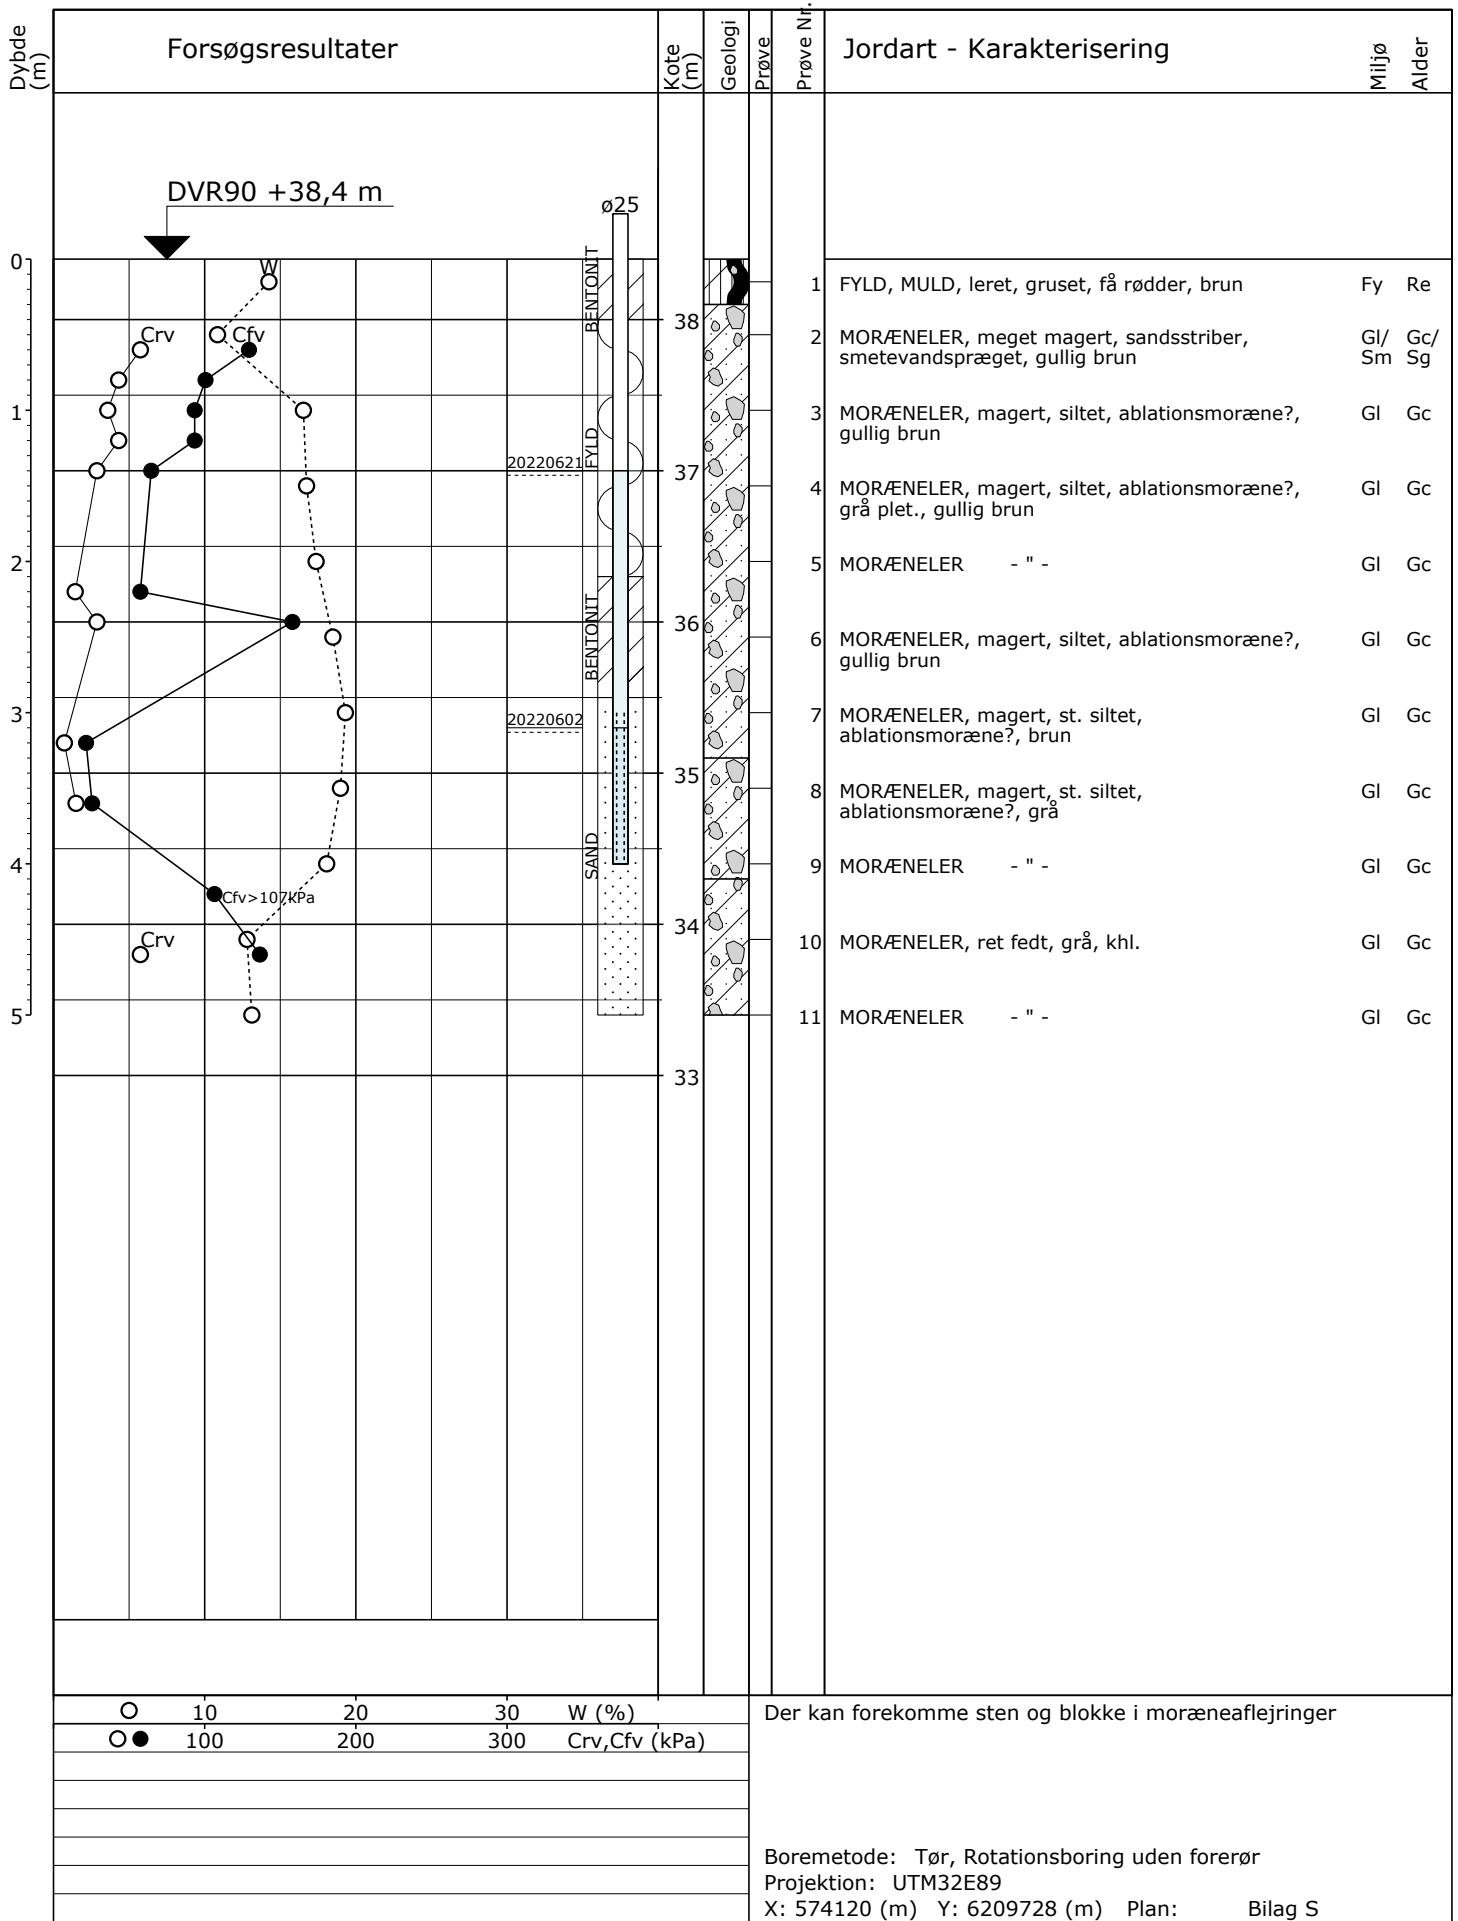 Dybde (m)
Forsøgsresultater
Kote (m)
Geologi
Prøve
Prøve Nr.
Jordart - Karakterisering
Miljø
Alder
DVR90 +38,4 m
ø25
0
W
BENTONIT
1 FYLD, MULD, leret, gruset, få rødder, brun Fy Re
38
Crv
Cfv
2 MORÆNELER, meget magert, sandsstriber, Gl/ Gc/
smetevandspræget, gullig brun Sm Sg
1
3 MORÆNELER, magert, siltet, ablationsmoræne?, Gl Gc
gullig brun
FYLD
20220621
37
4 MORÆNELER, magert, siltet, ablationsmoræne?, Gl Gc
grå plet., gullig brun
2
5 MORÆNELER - " - Gl Gc
36
BENTONIT
6 MORÆNELER, magert, siltet, ablationsmoræne?, Gl Gc
gullig brun
3
20220602
7 MORÆNELER, magert, st. siltet, Gl Gc
ablationsmoræne?, brun
35
8 MORÆNELER, magert, st. siltet, Gl Gc
ablationsmoræne?, grå
SAND
4
9 MORÆNELER - " - Gl Gc
Cfv>107kPa
34
Crv
10 MORÆNELER, ret fedt, grå, khl. Gl Gc
5
11 MORÆNELER - " - Gl Gc
33
10 20 30 W (%)
100 200 300 Crv,Cfv (kPa)
Der kan forekomme sten og blokke i moræneaflejringer
Boremetode: Tør, Rotationsboring uden forerør
Projektion: UTM32E89
X: 574120 (m) Y: 6209728 (m) Plan: Bilag S